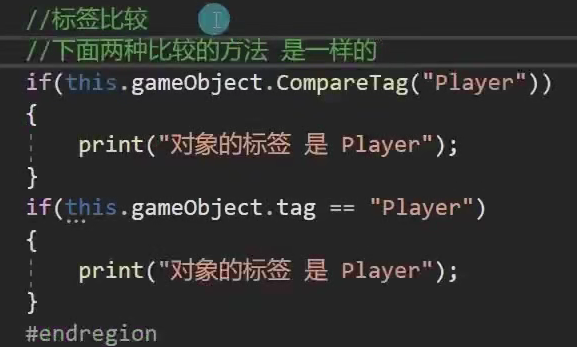 //标签比较
//下面两种比较的方法 是一样的
if(this.gameObject.CompareTag("Player"))
{
    print("对象的标签 是 Player");
}
if(this.gameObject.tag == "Player")
{
    print("对象的标签 是 Player");
}
#endregion